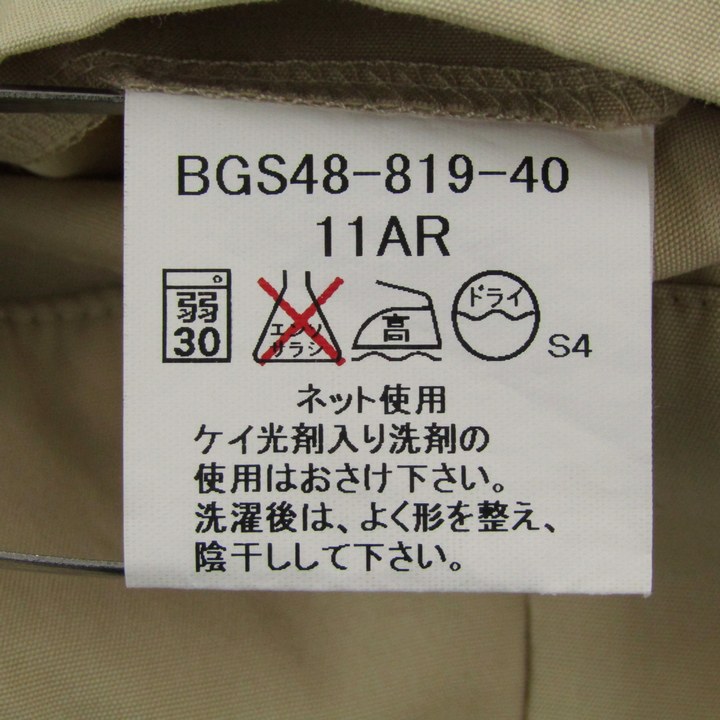 BGS48-819-40
11AR
弱
30
エンソ
サラシ
高
ドライ
S4
ネット使用
ケイ光剤入り洗剤の
使用はおさけ下さい。
洗濯後は、よく形を整え、
陰干しして下さい。